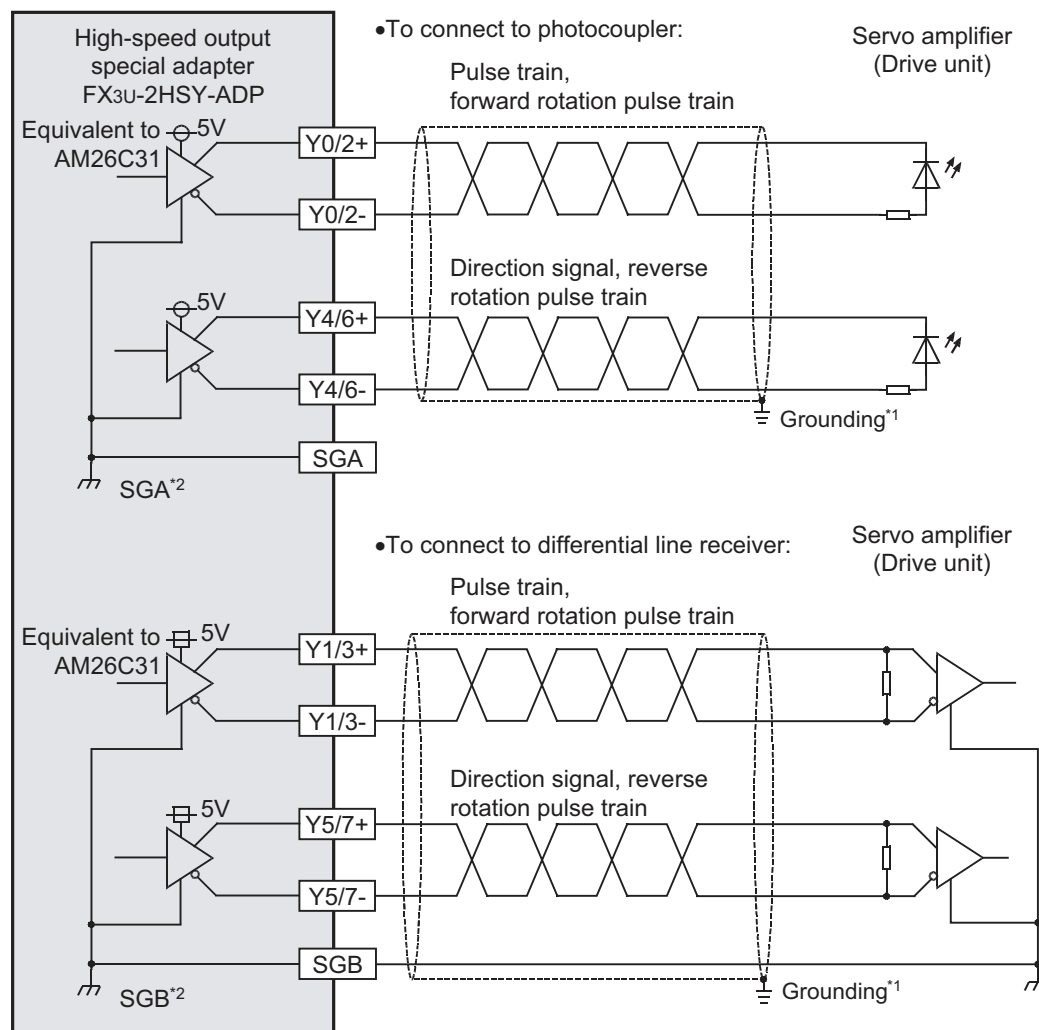 High-speed output
special adapter
FX3U-2HSY-ADP
•To connect to photocoupler:
Servo amplifier
(Drive unit)
Pulse train,
forward rotation pulse train
Equivalent to
AM26C31
5V
Y0/2+
Y0/2-
Direction signal, reverse
rotation pulse train
5V
Y4/6+
Y4/6-
Grounding*1
SGA
SGA*2
•To connect to differential line receiver:
Servo amplifier
(Drive unit)
Pulse train,
forward rotation pulse train
Equivalent to
AM26C31
5V
Y1/3+
Y1/3-
Direction signal, reverse
rotation pulse train
5V
Y5/7+
Y5/7-
SGB
SGB*2
Grounding*1